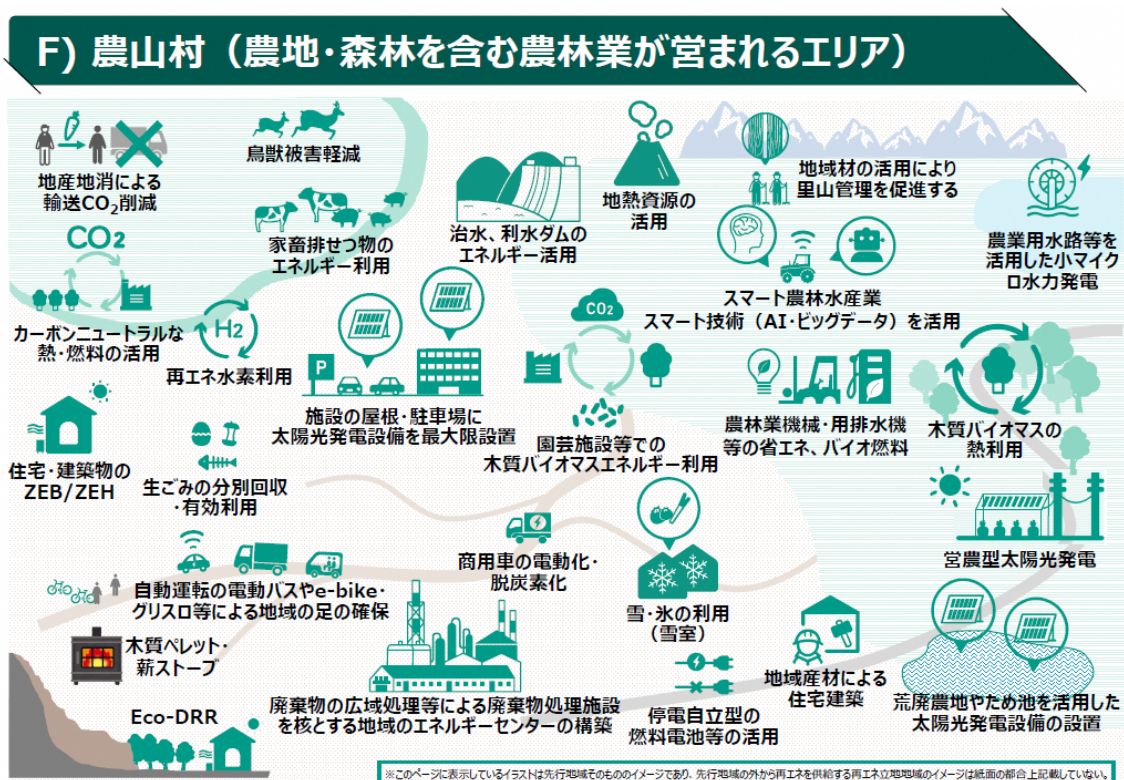 F) 農山村（農地・森林を含む農林業が営まれるエリア）
地産地消による
輸送CO₂削減
鳥獣被害軽減
家畜排せつ物の
エネルギー利用
治水、利水ダムの
エネルギー活用
地熱資源の
活用
地域材の活用により
里山管理を促進する
農業用水路等を
活用した小マイク
ロ水力発電
スマート農林水産業
スマート技術（AI・ビッグデータ）を活用
CO2
カーボンニュートラルな
熱・燃料の活用
H2
再エネ水素利用
P
施設の屋根・駐車場に
太陽光発電設備を最大限設置
CO₂
園芸施設等での
木質バイオマスエネルギー利用
農林業機械・用排水機
等の省エネ、バイオ燃料
木質バイオマスの
熱利用
住宅・建築物の
ZEB/ZEH
生ごみの分別回収
・有効利用
自動運転の電動バスやe-bike・
グリスロ等による地域の足の確保
商用車の電動化・
脱炭素化
雪・氷の利用
（雪室）
営農型太陽光発電
木質ペレット・
薪ストーブ
廃棄物の広域処理等による廃棄物処理施設
を核とする地域のエネルギーセンターの構築
停電自立型の
燃料電池等の活用
地域産材による
住宅建築
荒廃農地やため池を活用した
太陽光発電設備の設置
Eco-DRR
※このページに表示しているイラストは先行地域そのもののイメージであり、先行地域の外から再エネを供給する再エネ立地地域のイメージは紙面の都合上記載していない。